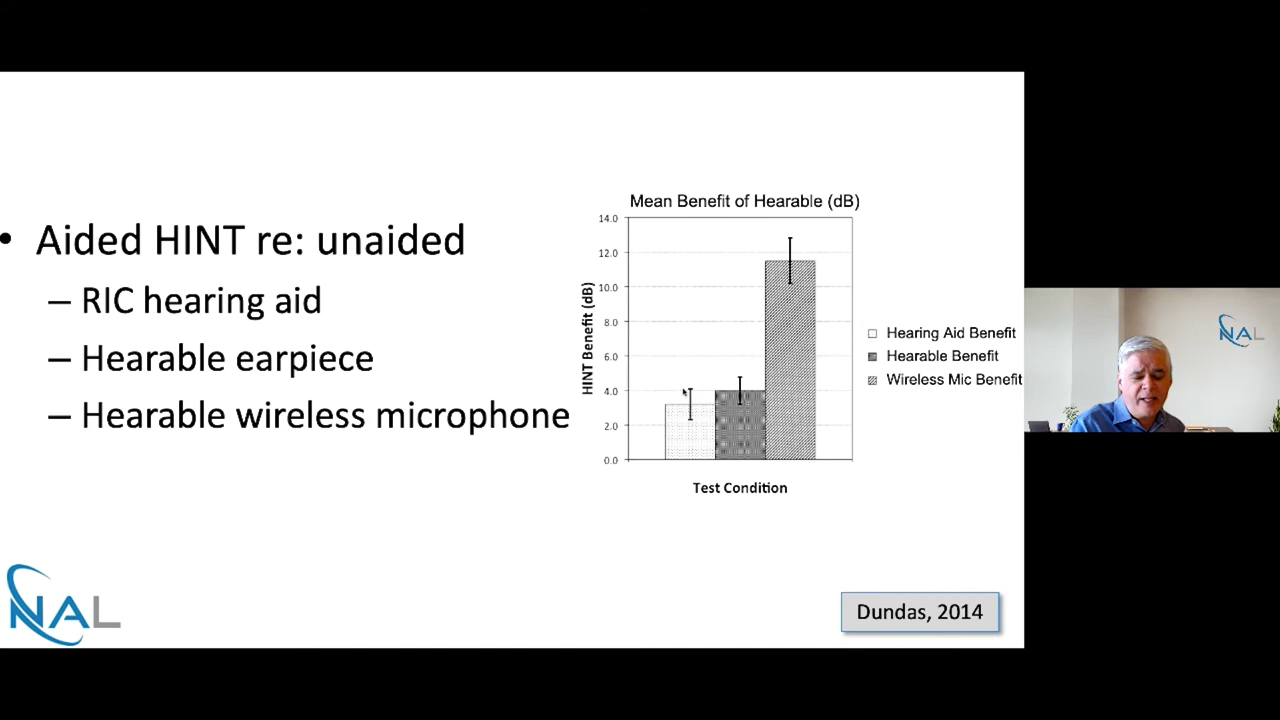 • Aided HINT re: unaided
– RIC hearing aid
– Hearable earpiece
– Hearable wireless microphone
Mean Benefit of Hearable (dB)
HINT Benefit (dB)
14.0
12.0
10.0
8.0
6.0
4.0
2.0
0.0
Test Condition
Hearing Aid Benefit
Hearable Benefit
Wireless Mic Benefit
NAL
NAL
Dundas, 2014